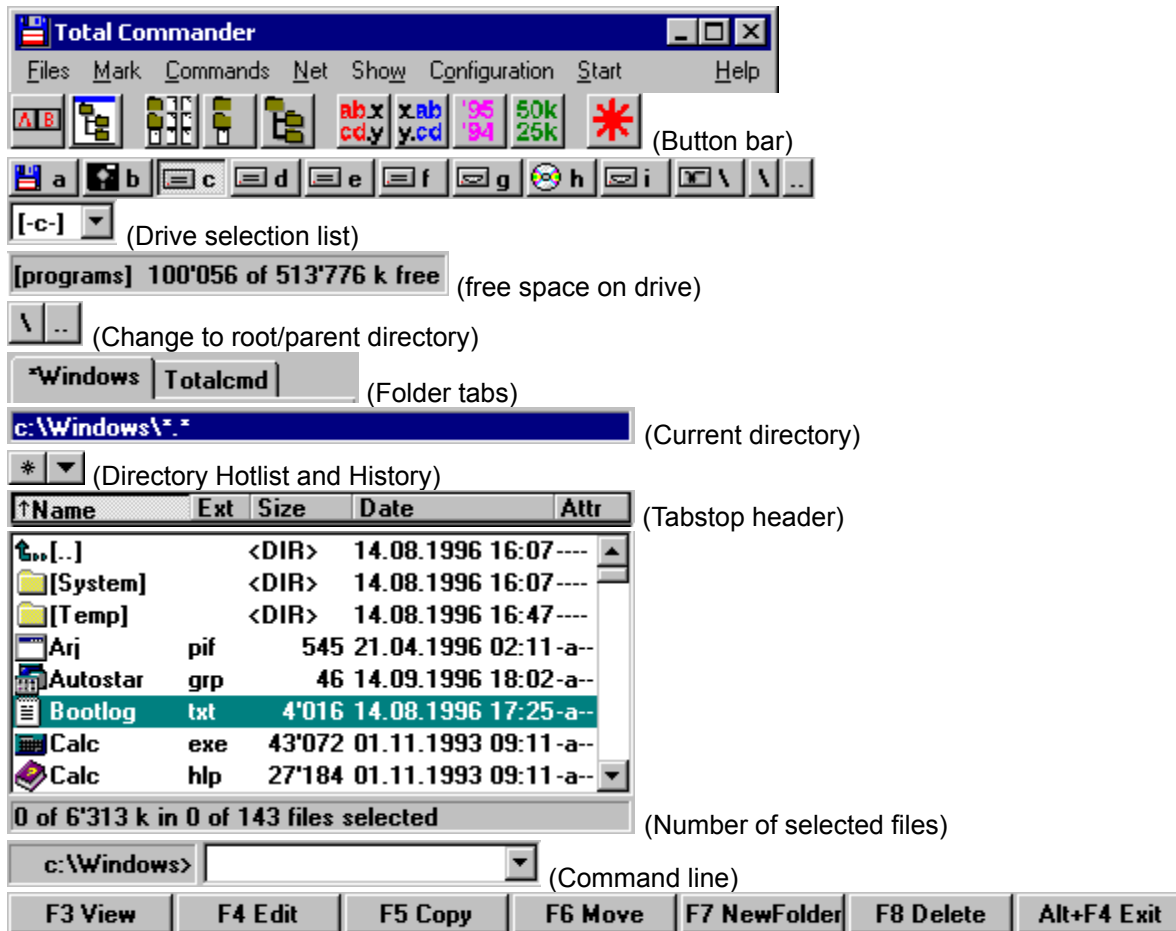 Total Commander
Files Mark Commands Net Show Configuration Start Help
A B ab.x cd.y x.ab y.cd '95 '94 50k 25k (Button bar)
a b c d e f g h i \ \ ..
[-c-] (Drive selection list)
[programs] 100'056 of 513'776 k free (free space on drive)
\ .. (Change to root/parent directory)
*Windows Totalcmd (Folder tabs)
c:\Windows\*.* (Current directory)
* (Directory Hotlist and History)
↑Name Ext Size Date Attr (Tabstop header)
[..] <DIR> 14.08.1996 16:07 ----
[System] <DIR> 14.08.1996 16:07 ----
[Temp] <DIR> 14.08.1996 16:47 ----
Arj pif 545 21.04.1996 02:11 -a--
Autostar grp 46 14.09.1996 18:02 -a--
Bootlog txt 4'016 14.08.1996 17:25 -a--
Calc exe 43'072 01.11.1993 09:11 -a--
Calc hlp 27'184 01.11.1993 09:11 -a--
0 of 6'313 k in 0 of 143 files selected (Number of selected files)
c:\Windows> (Command line)
F3 View F4 Edit F5 Copy F6 Move F7 NewFolder F8 Delete Alt+F4 Exit